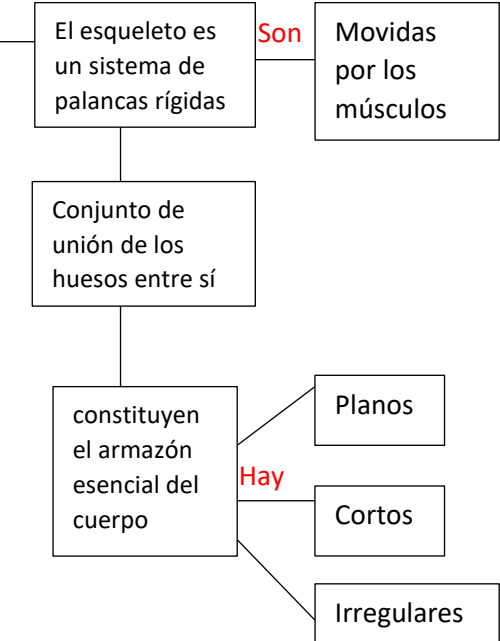 El esqueleto es
un sistema de
palancas rígidas
Son
Movidas
por los
músculos
Conjunto de
unión de los
huesos entre sí
constituyen
el armazón
esencial del
cuerpo
Hay
Planos
Cortos
Irregulares